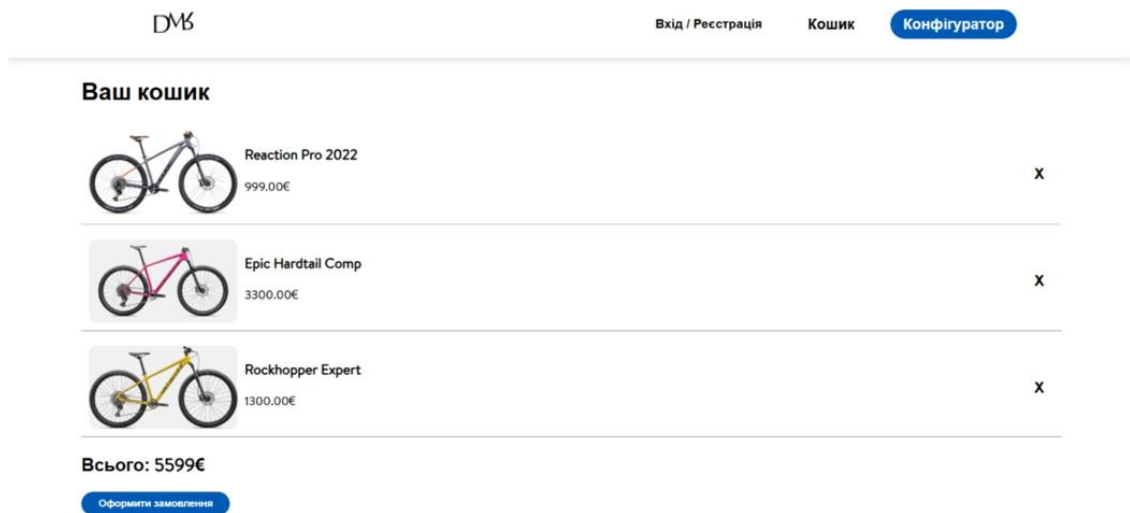 DMS
Вхід / Реєстрація
Кошик
Конфігуратор
Ваш кошик
Reaction Pro 2022
999.00€
X
Epic Hardtail Comp
3300.00€
X
Rockhopper Expert
1300.00€
X
Всього: 5599€
Оформити замовлення